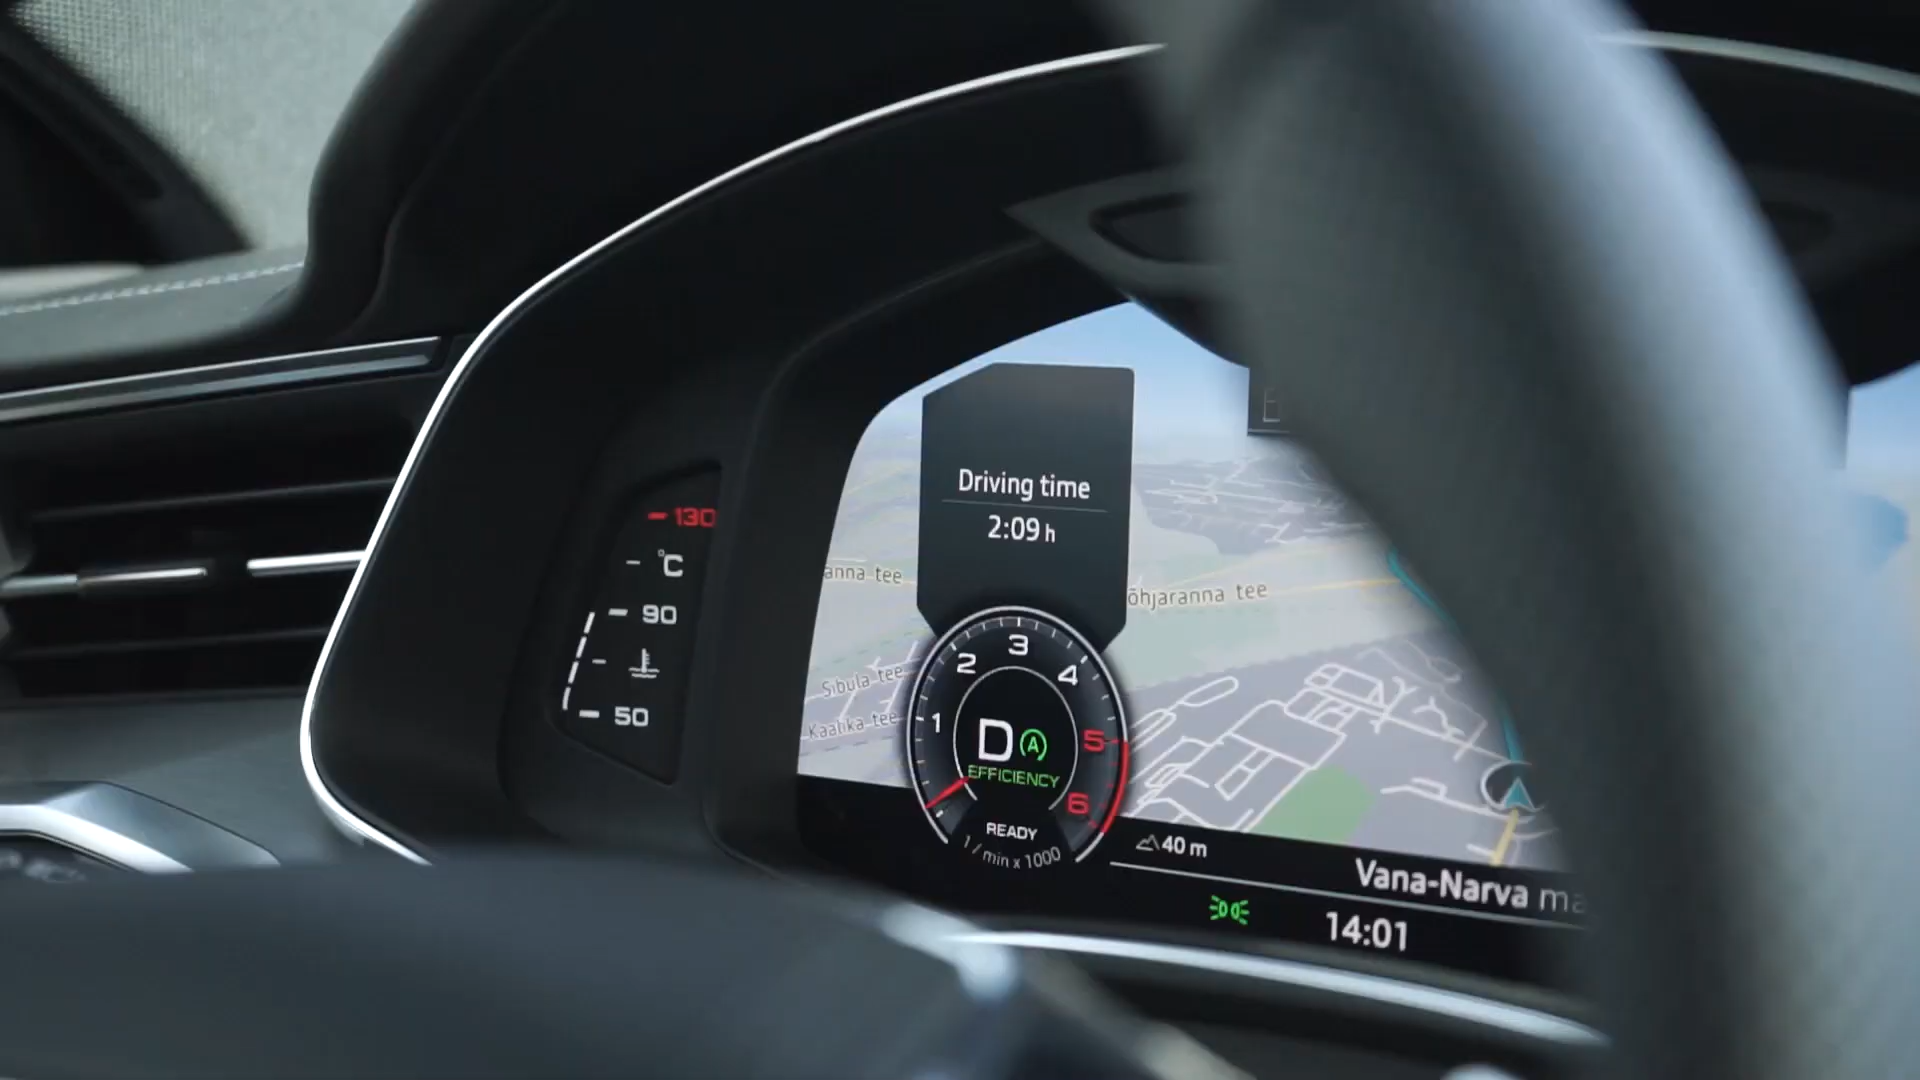 130
°C
90
50
Driving time
2:09 h
anna tee
õhjaranna tee
Sibula tee
Kaalika tee
1 2 3 4 5 6
D A
EFFICIENCY
READY
1 / min x 1000
40 m
Vana-Narva ma
14:01